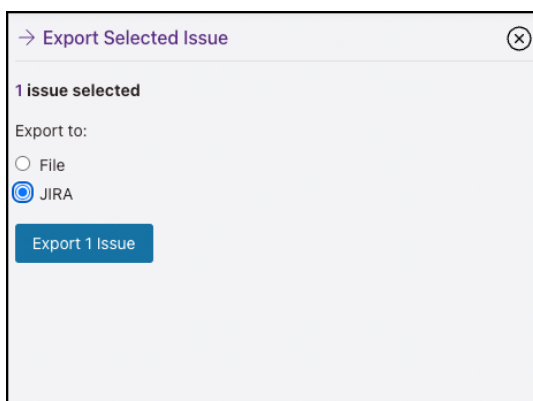 → Export Selected Issue
1 issue selected
Export to:
File
JIRA
Export 1 Issue